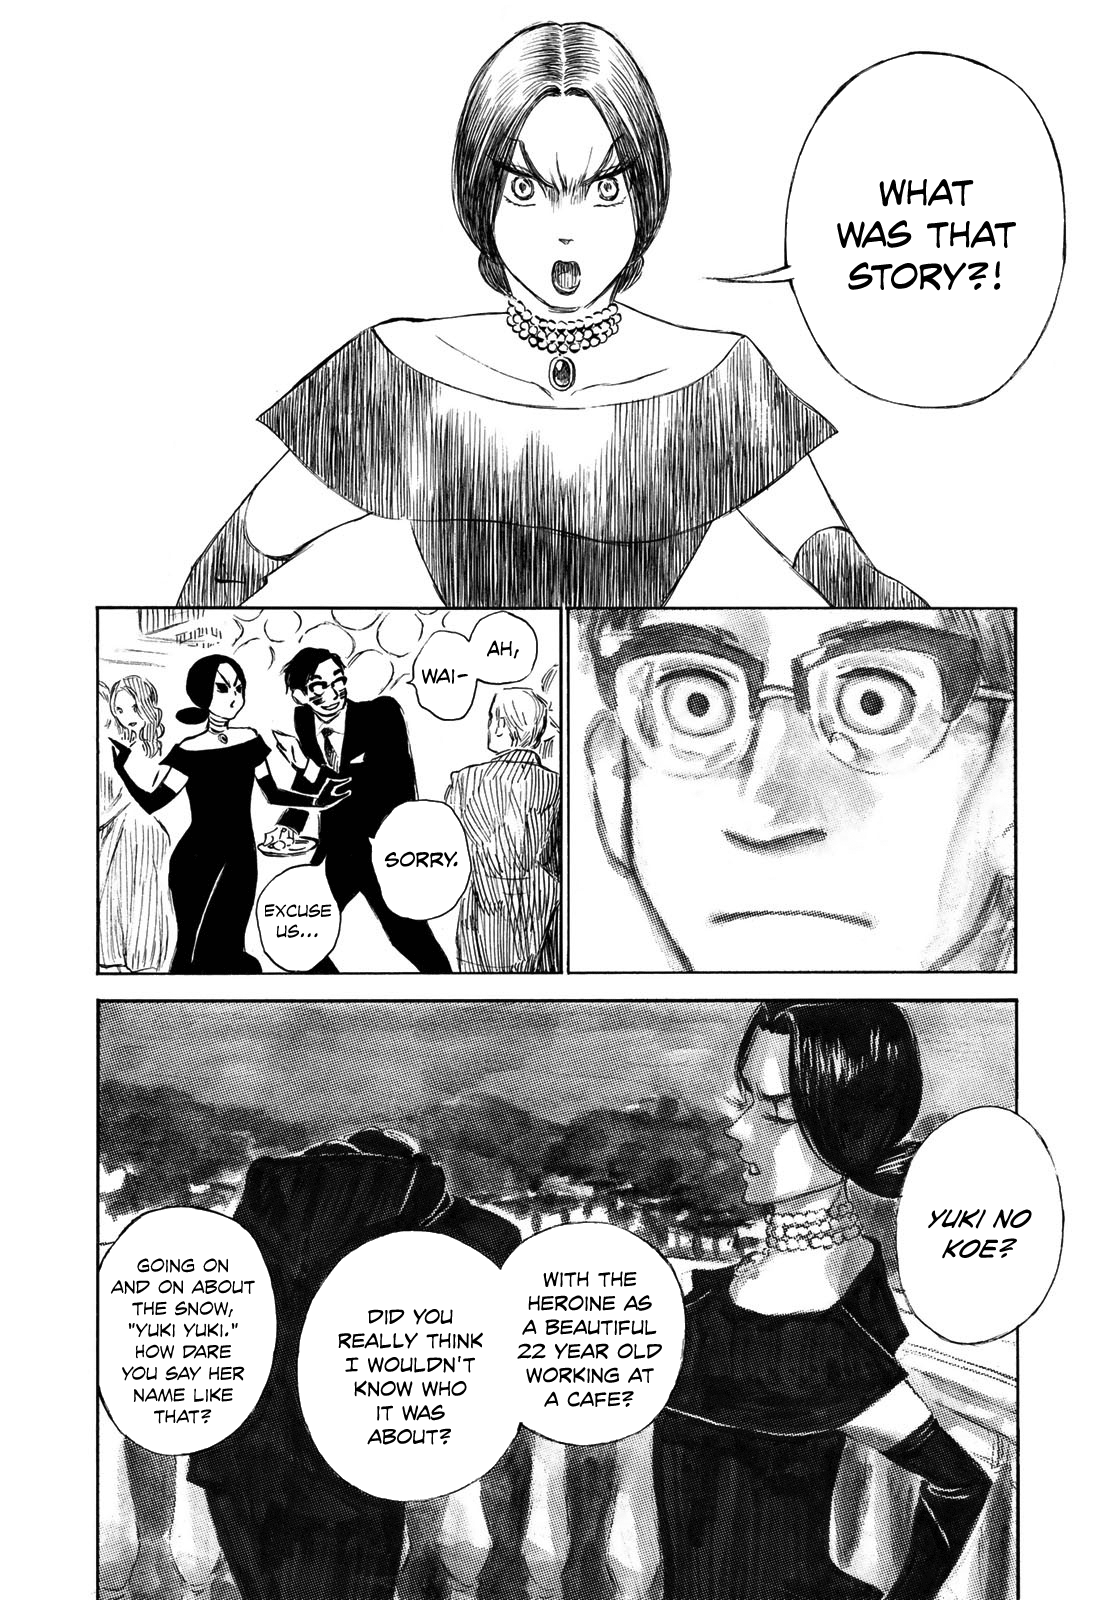 WHAT
WAS THAT
STORY?!
AH,
WAI-
SORRY.
EXCUSE
US...
YUKI NO
KOE?
WITH THE
HEROINE AS
A BEAUTIFUL
22 YEAR OLD
WORKING AT
A CAFE?
DID YOU
REALLY THINK
I WOULDN'T
KNOW WHO
IT WAS
ABOUT?
GOING ON
AND ON ABOUT
THE SNOW,
"YUKI YUKI."
HOW DARE
YOU SAY HER
NAME LIKE
THAT?